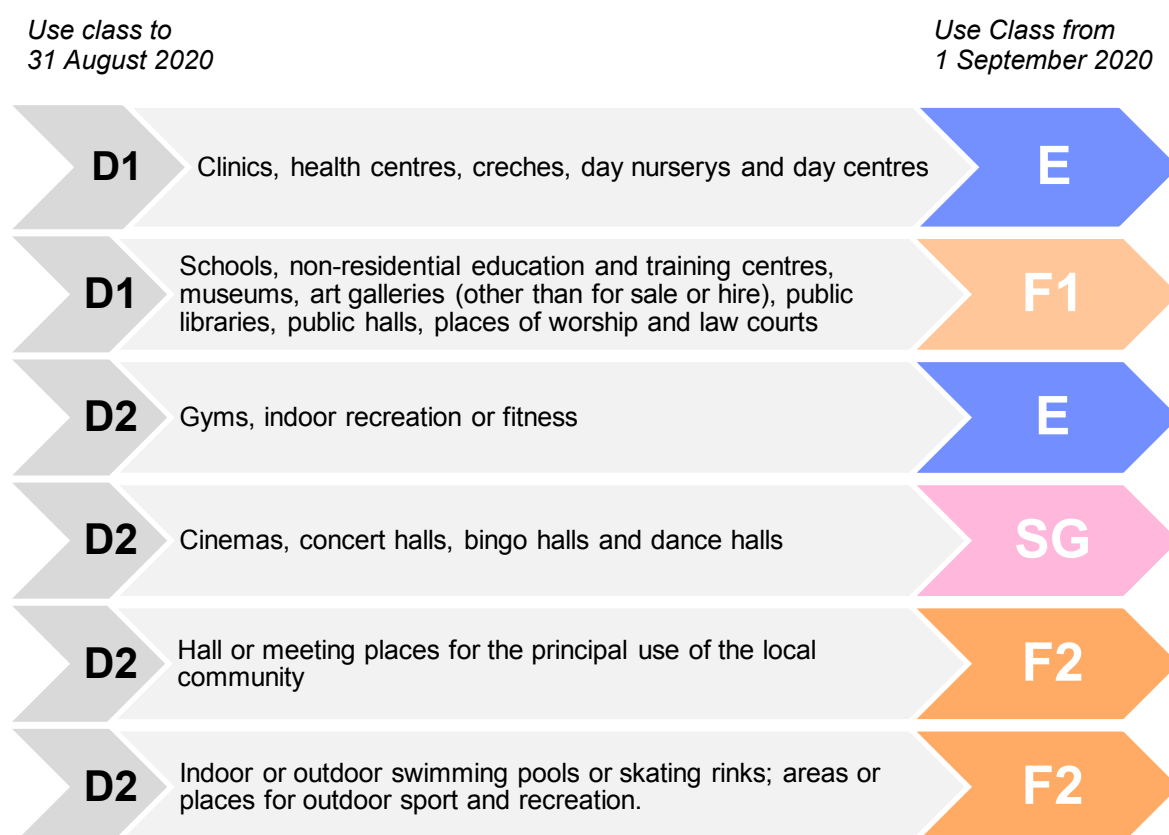 Use class to
31 August 2020
Use Class from
1 September 2020
D1
Clinics, health centres, creches, day nurserys and day centres
E
D1
Schools, non-residential education and training centres,
museums, art galleries (other than for sale or hire), public
libraries, public halls, places of worship and law courts
F1
D2
Gyms, indoor recreation or fitness
E
D2
Cinemas, concert halls, bingo halls and dance halls
SG
D2
Hall or meeting places for the principal use of the local
community
F2
D2
Indoor or outdoor swimming pools or skating rinks; areas or
places for outdoor sport and recreation.
F2